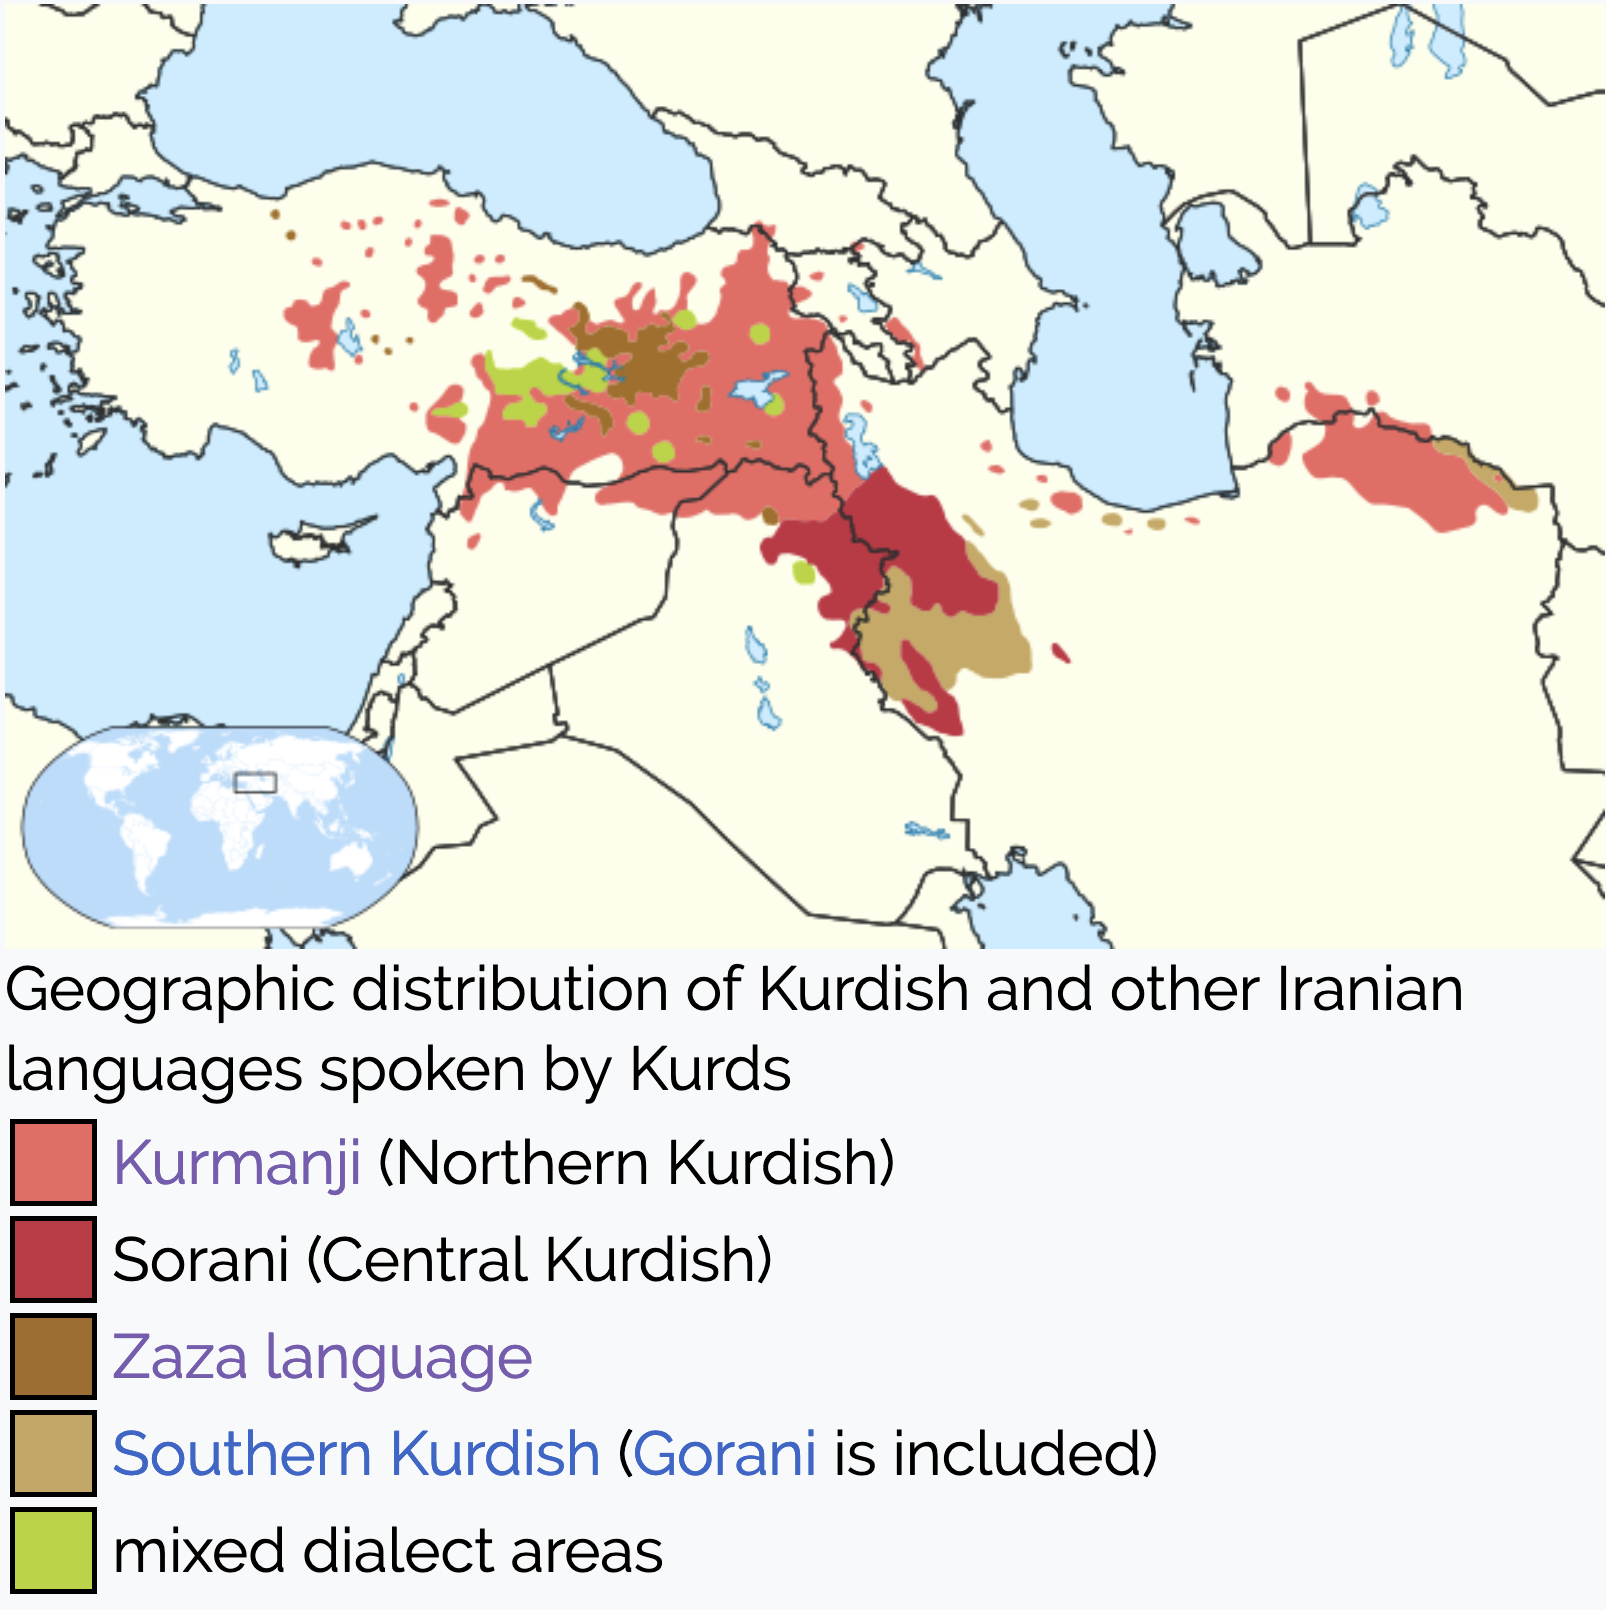 Geographic distribution of Kurdish and other Iranian
languages spoken by Kurds
Kurmanji (Northern Kurdish)
Sorani (Central Kurdish)
Zaza language
Southern Kurdish (Gorani is included)
mixed dialect areas